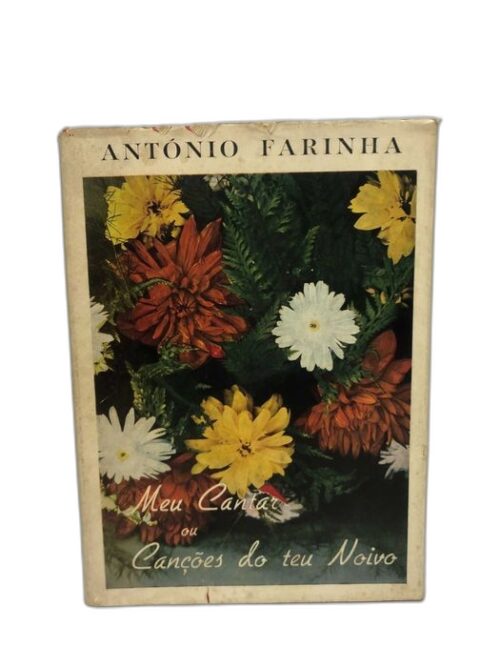 ANTÓNIO FARINHA
Meu Cantar
ou
Canções do teu Noivo